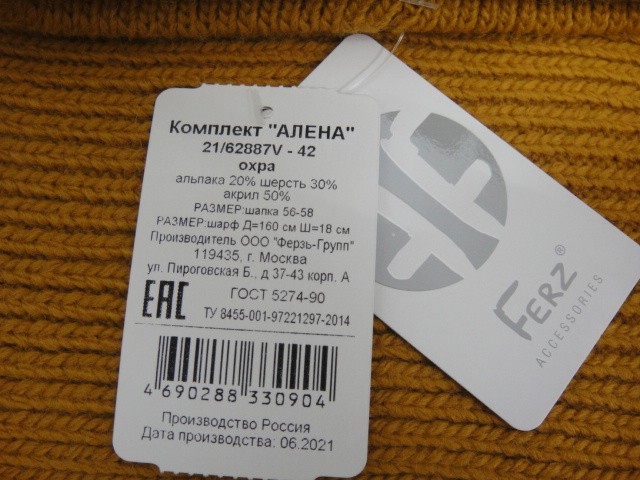 Комплект "АЛЕНА"
21/62887V - 42
охра
альпака 20% шерсть 30%
акрил 50%
РАЗМЕР:шапка 56-58
РАЗМЕР:шарф Д=160 см Ш=18 см
Производитель ООО "Ферзь-Групп"
119435, г. Москва
ул. Пироговская Б., д 37-43 корп. А
EAC
ГОСТ 5274-90
ТУ 8455-001-97221297-2014
4 690288 330904
Производство Россия
Дата производства: 06.2021
FERZ ®
ACCESSORIES